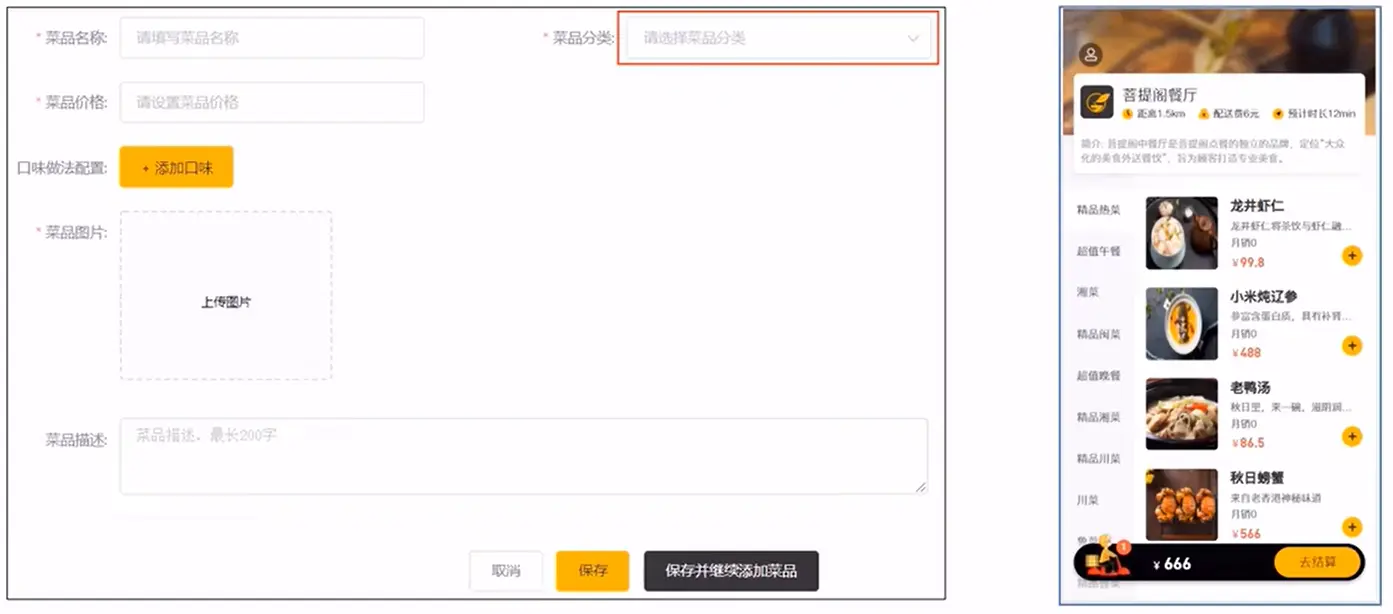 * 菜品名称: 请填写菜品名称
* 菜品分类: 请选择菜品分类
* 菜品价格: 请设置菜品价格
口味做法配置: + 添加口味
* 菜品图片:
上传图片
菜品描述: 菜品描述，最长200字
取消 保存 保存并继续添加菜品
菩提阁餐厅
距离1.5km 配送费6元 预计时长12min
简介: 菩提阁中餐厅是菩提阁点餐的独立的品牌，定位“大众
化的美食外送餐饮”，旨为顾客打造专业美食。
精品热菜
超值午餐
湘菜
精品闽菜
超值晚餐
精品湘菜
精品川菜
川菜
龙井虾仁
龙井虾仁将茶饮与虾仁融...
月销0
¥99.8
+
小米炖辽参
参富含蛋白质，具有补肾...
月销0
¥488
+
老鸭汤
秋日里，来一碗，滋阴润...
月销0
¥86.5
+
秋日螃蟹
来自老香港神秘味道
月销0
¥566
+
1
¥ 666
去结算